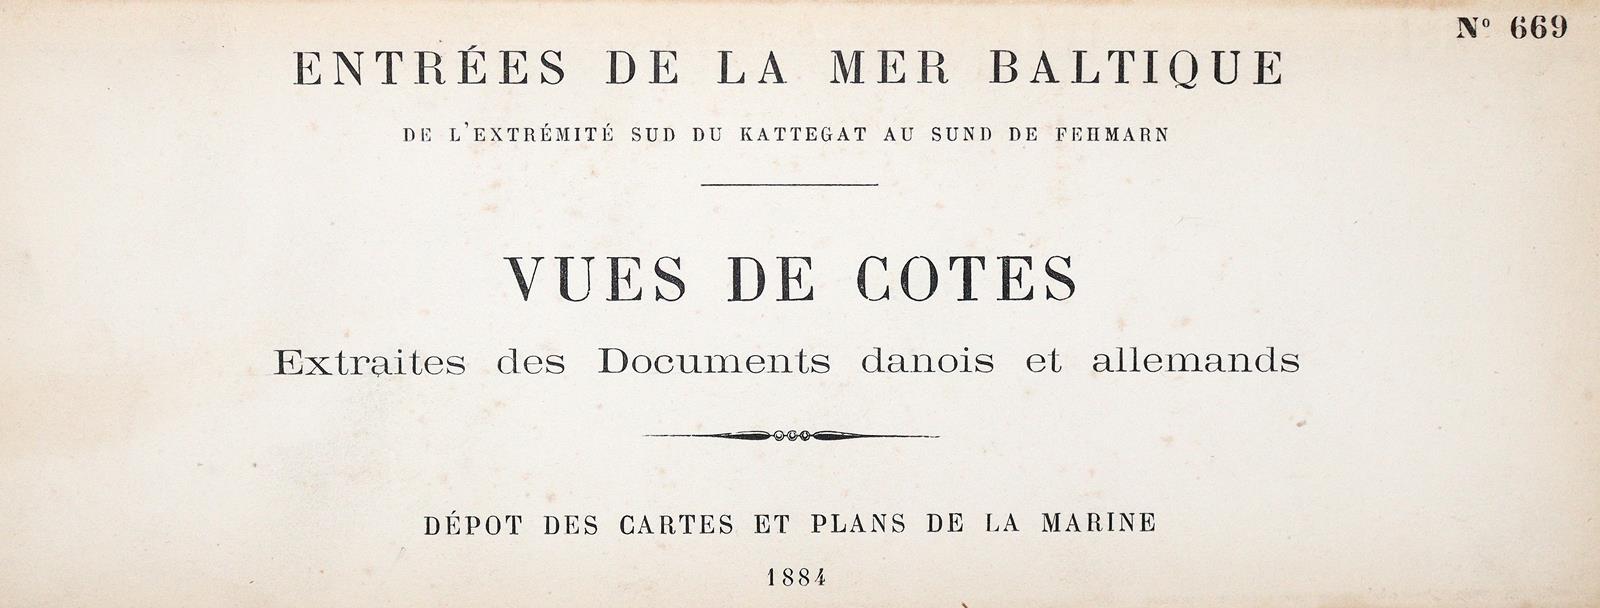 Nº 669
ENTRÉES DE LA MER BALTIQUE
DE L'EXTRÉMITÉ SUD DU KATTEGAT AU SUND DE FEHMARN
VUES DE COTES
Extraites des Documents danois et allemands
DÉPOT DES CARTES ET PLANS DE LA MARINE
1884